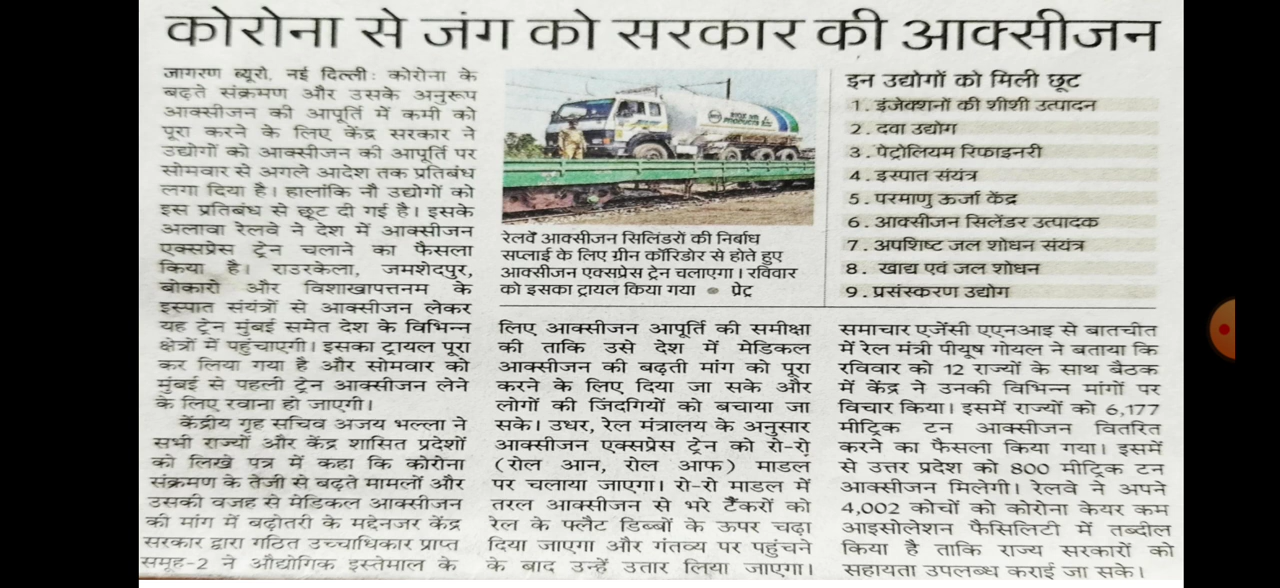 कोरोना से जंग को सरकार की आक्सीजन
जागरण ब्यूरो, नई दिल्ली : कोरोना के
बढ़ते संक्रमण और उसके अनुरूप
आक्सीजन की आपूर्ति में कमी को
पूरा करने के लिए केंद्र सरकार ने
उद्योगों को आक्सीजन की आपूर्ति पर
सोमवार से अगले आदेश तक प्रतिबंध
लगा दिया है। हालांकि नौ उद्योगों को
इस प्रतिबंध से छूट दी गई है। इसके
अलावा रेलवे ने देश में आक्सीजन
एक्सप्रेस ट्रेन चलाने का फैसला
किया है। राउरकेला, जमशेदपुर,
बोकारो और विशाखापत्तनम के
इस्पात संयंत्रों से आक्सीजन लेकर
यह ट्रेन मुंबई समेत देश के विभिन्न
क्षेत्रों में पहुंचाएगी। इसका ट्रायल पूरा
कर लिया गया है और सोमवार को
मुंबई से पहली ट्रेन आक्सीजन लेने
के लिए रवाना हो जाएगी।
केंद्रीय गृह सचिव अजय भल्ला ने
सभी राज्यों और केंद्र शासित प्रदेशों
को लिखे पत्र में कहा कि कोरोना
संक्रमण के तेजी से बढ़ते मामलों और
उसकी वजह से मेडिकल आक्सीजन
की मांग में बढ़ोतरी के मद्देनजर केंद्र
सरकार द्वारा गठित उच्चाधिकार प्राप्त
समूह-2 ने औद्योगिक इस्तेमाल के
रेलवे आक्सीजन सिलिंडरों की निर्बाध
सप्लाई के लिए ग्रीन कॉरिडोर से होते हुए
आक्सीजन एक्सप्रेस ट्रेन चलाएगा। रविवार
को इसका ट्रायल किया गया ● प्रेट्र
लिए आक्सीजन आपूर्ति की समीक्षा
की ताकि उसे देश में मेडिकल
आक्सीजन की बढ़ती मांग को पूरा
करने के लिए दिया जा सके और
लोगों की जिंदगियों को बचाया जा
सके। उधर, रेल मंत्रालय के अनुसार
आक्सीजन एक्सप्रेस ट्रेन को रो-रो
(रोल आन, रोल आफ) माडल
पर चलाया जाएगा। रो-रो माडल में
तरल आक्सीजन से भरे टैंकरों को
रेल के फ्लैट डिब्बों के ऊपर चढ़ा
दिया जाएगा और गंतव्य पर पहुंचने
के बाद उन्हें उतार लिया जाएगा।
इन उद्योगों को मिली छूट
1. इंजेक्शनों की शीशी उत्पादन
2. दवा उद्योग
3. पेट्रोलियम रिफाइनरी
4. इस्पात संयंत्र
5. परमाणु ऊर्जा केंद्र
6. आक्सीजन सिलेंडर उत्पादक
7. अपशिष्ट जल शोधन संयंत्र
8. खाद्य एवं जल शोधन
9. प्रसंस्करण उद्योग
समाचार एजेंसी एएनआइ से बातचीत
में रेल मंत्री पीयूष गोयल ने बताया कि
रविवार को 12 राज्यों के साथ बैठक
में केंद्र ने उनकी विभिन्न मांगों पर
विचार किया। इसमें राज्यों को 6,177
मीट्रिक टन आक्सीजन वितरित
करने का फैसला किया गया। इसमें
से उत्तर प्रदेश को 800 मीट्रिक टन
आक्सीजन मिलेगी। रेलवे ने अपने
4,002 कोचों को कोरोना केयर कम
आइसोलेशन फैसिलिटी में तब्दील
किया है ताकि राज्य सरकारों को
सहायता उपलब्ध कराई जा सके।